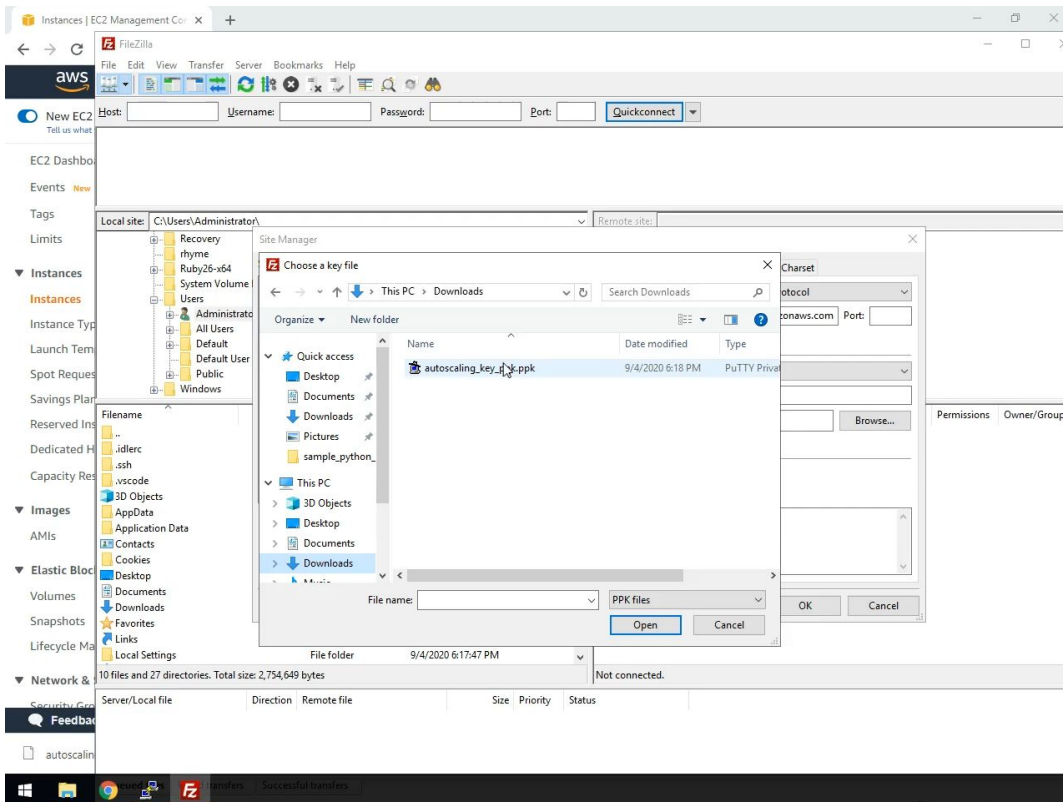 Instances | EC2 Management Co
FileZilla
File Edit View Transfer Server Bookmarks Help
aws
Host: Username: Password: Port: Quickconnect
New EC2
Tell us what
EC2 Dashbo
Events New
Tags
Limits
Instances
Instances
Instance Typ
Launch Tem
Spot Reques
Savings Plan
Reserved Ins
Dedicated H
Capacity Res
Images
AMIs
Elastic Bloc
Volumes
Snapshots
Lifecycle Ma
Network &
Security Gro
Feedbac
autoscalin
Local site: C:\Users\Administrator\
Remote site:
Recovery
rhyme
Ruby26-x64
System Volume
Users
Administrato
All Users
Default
Default User
Public
Windows
Filename
..
.idlerc
.ssh
.vscode
3D Objects
AppData
Application Data
Contacts
Cookies
Desktop
Documents
Downloads
Favorites
Links
Local Settings File folder 9/4/2020 6:17:47 PM
10 files and 27 directories. Total size: 2,754,649 bytes
Not connected.
Server/Local file Direction Remote file Size Priority Status
Successful transfers
Site Manager
Charset
otocol
zonaws.com Port:
Browse...
OK Cancel
Permissions Owner/Group
Choose a key file
This PC > Downloads
Search Downloads
Organize New folder
Name Date modified Type
Quick access
Desktop
Documents
Downloads
Pictures
sample_python_
This PC
3D Objects
Desktop
Documents
Downloads
Music
autoscaling_key_ppk.ppk 9/4/2020 6:18 PM PuTTY Privat
File name: PPK files
Open Cancel